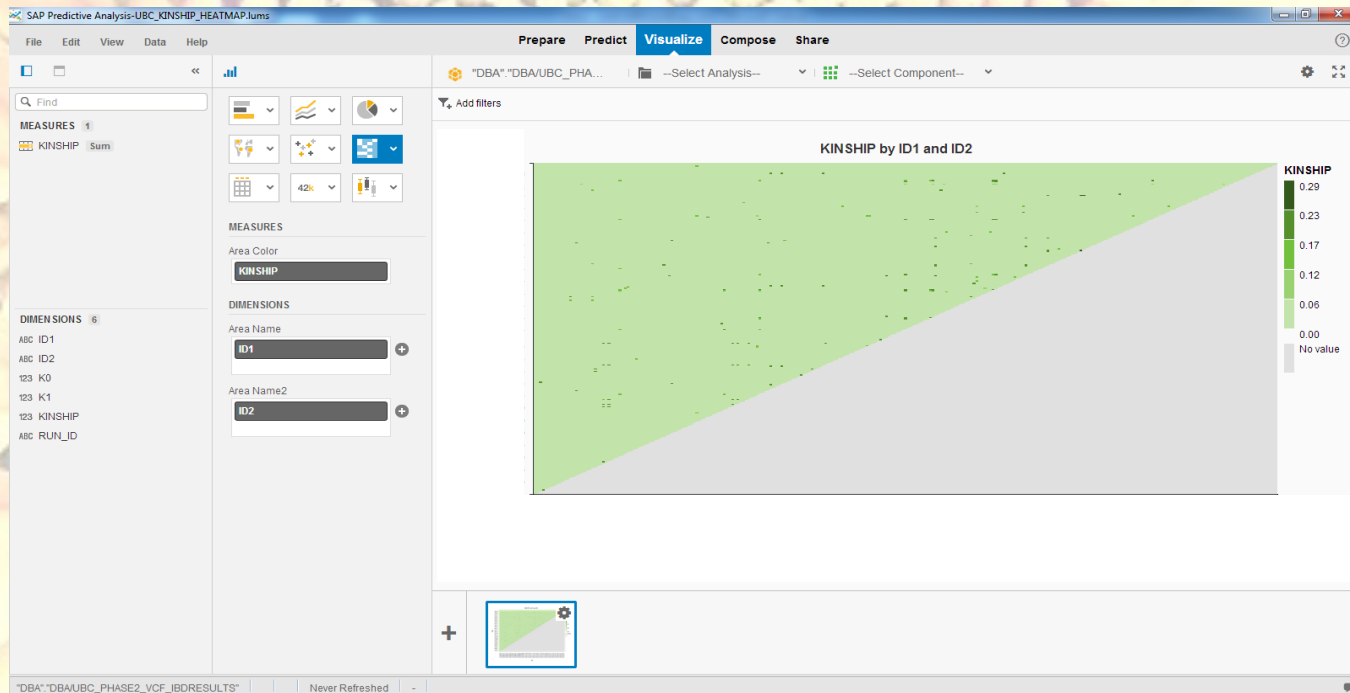 SAP Predictive Analysis-UBC_KINSHIP_HEATMAP.lums
File Edit View Data Help
Prepare Predict Visualize Compose Share
"DBA"."DBA/UBC_PHA... --Select Analysis-- --Select Component--
Find
MEASURES 1
KINSHIP Sum
DIMENSIONS 6
ABC ID1
ABC ID2
123 K0
123 K1
123 KINSHIP
ABC RUN_ID
42k
MEASURES
Area Color
KINSHIP
DIMENSIONS
Area Name
ID1
Area Name2
ID2
Add filters
KINSHIP by ID1 and ID2
KINSHIP
0.29
0.23
0.17
0.12
0.06
0.00
No value
"DBA"."DBA/UBC_PHASE2_VCF_IBDRESULTS" Never Refreshed -